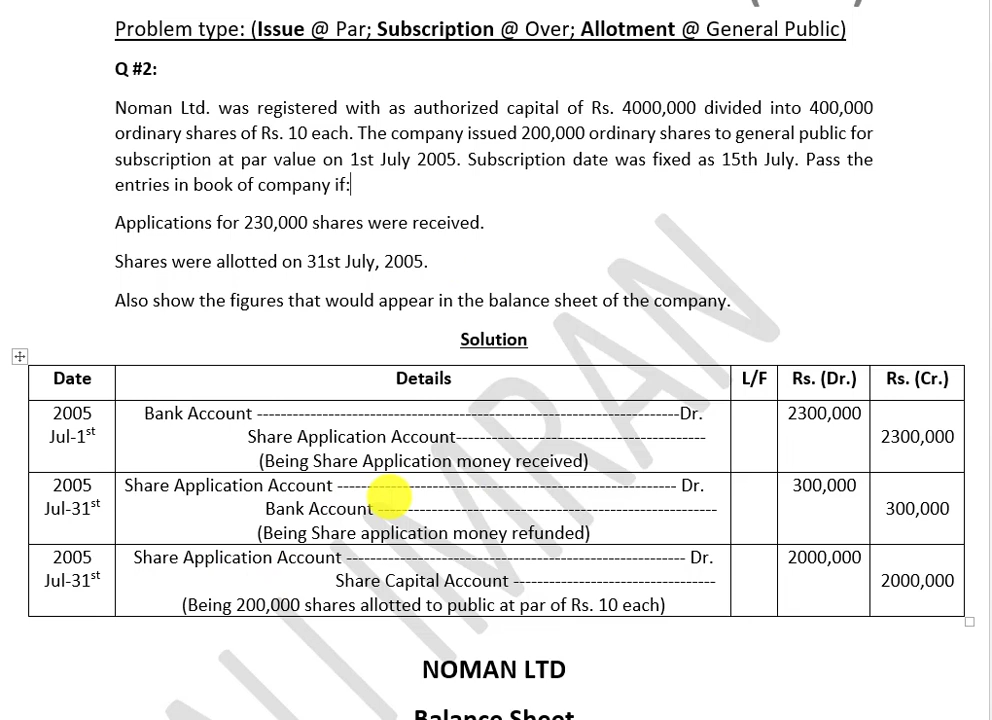 Problem type: (Issue @ Par; Subscription @ Over; Allotment @ General Public)
Q #2:
Noman Ltd. was registered with as authorized capital of Rs. 4000,000 divided into 400,000
ordinary shares of Rs. 10 each. The company issued 200,000 ordinary shares to general public for
subscription at par value on 1st July 2005. Subscription date was fixed as 15th July. Pass the
entries in book of company if:
Applications for 230,000 shares were received.
Shares were allotted on 31st July, 2005.
Also show the figures that would appear in the balance sheet of the company.
Solution
Date Details L/F Rs. (Dr.) Rs. (Cr.)
2005 Bank Account ---Dr. 2300,000
Jul-1st Share Application Account--- 2300,000
(Being Share Application money received)
2005 Share Application Account --- Dr. 300,000
Jul-31st Bank Account --- 300,000
(Being Share application money refunded)
2005 Share Application Account --- Dr. 2000,000
Jul-31st Share Capital Account --- 2000,000
(Being 200,000 shares allotted to public at par of Rs. 10 each)
NOMAN LTD
Balance Sheet
IMRAN